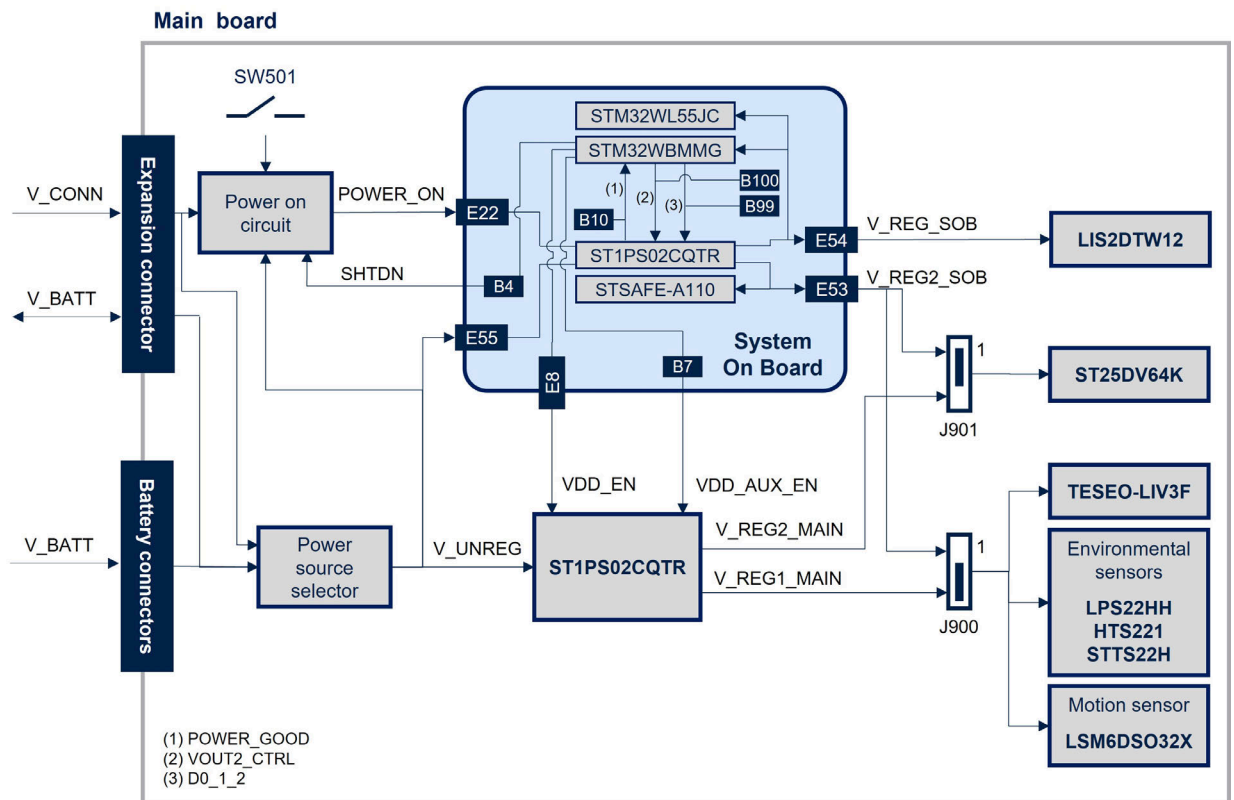 Main board
SW501
Expansion connector
V_CONN
V_BATT
Power on
circuit
POWER_ON
SHTDN
E22
B4
E55
E8
B7
STM32WL55JC
STM32WBMMG
(1)
(2)
(3)
B100
B99
B10
ST1PS02CQTR
STSAFE-A110
E54
E53
System
On Board
V_REG_SOB
V_REG2_SOB
LIS2DTW12
1
J901
ST25DV64K
Battery connectors
V_BATT
Power
source
selector
V_UNREG
VDD_EN
VDD_AUX_EN
ST1PS02CQTR
V_REG2_MAIN
V_REG1_MAIN
1
J900
TESEO-LIV3F
Environmental
sensors
LPS22HH
HTS221
STTS22H
Motion sensor
LSM6DSO32X
(1) POWER_GOOD
(2) VOUT2_CTRL
(3) D0_1_2